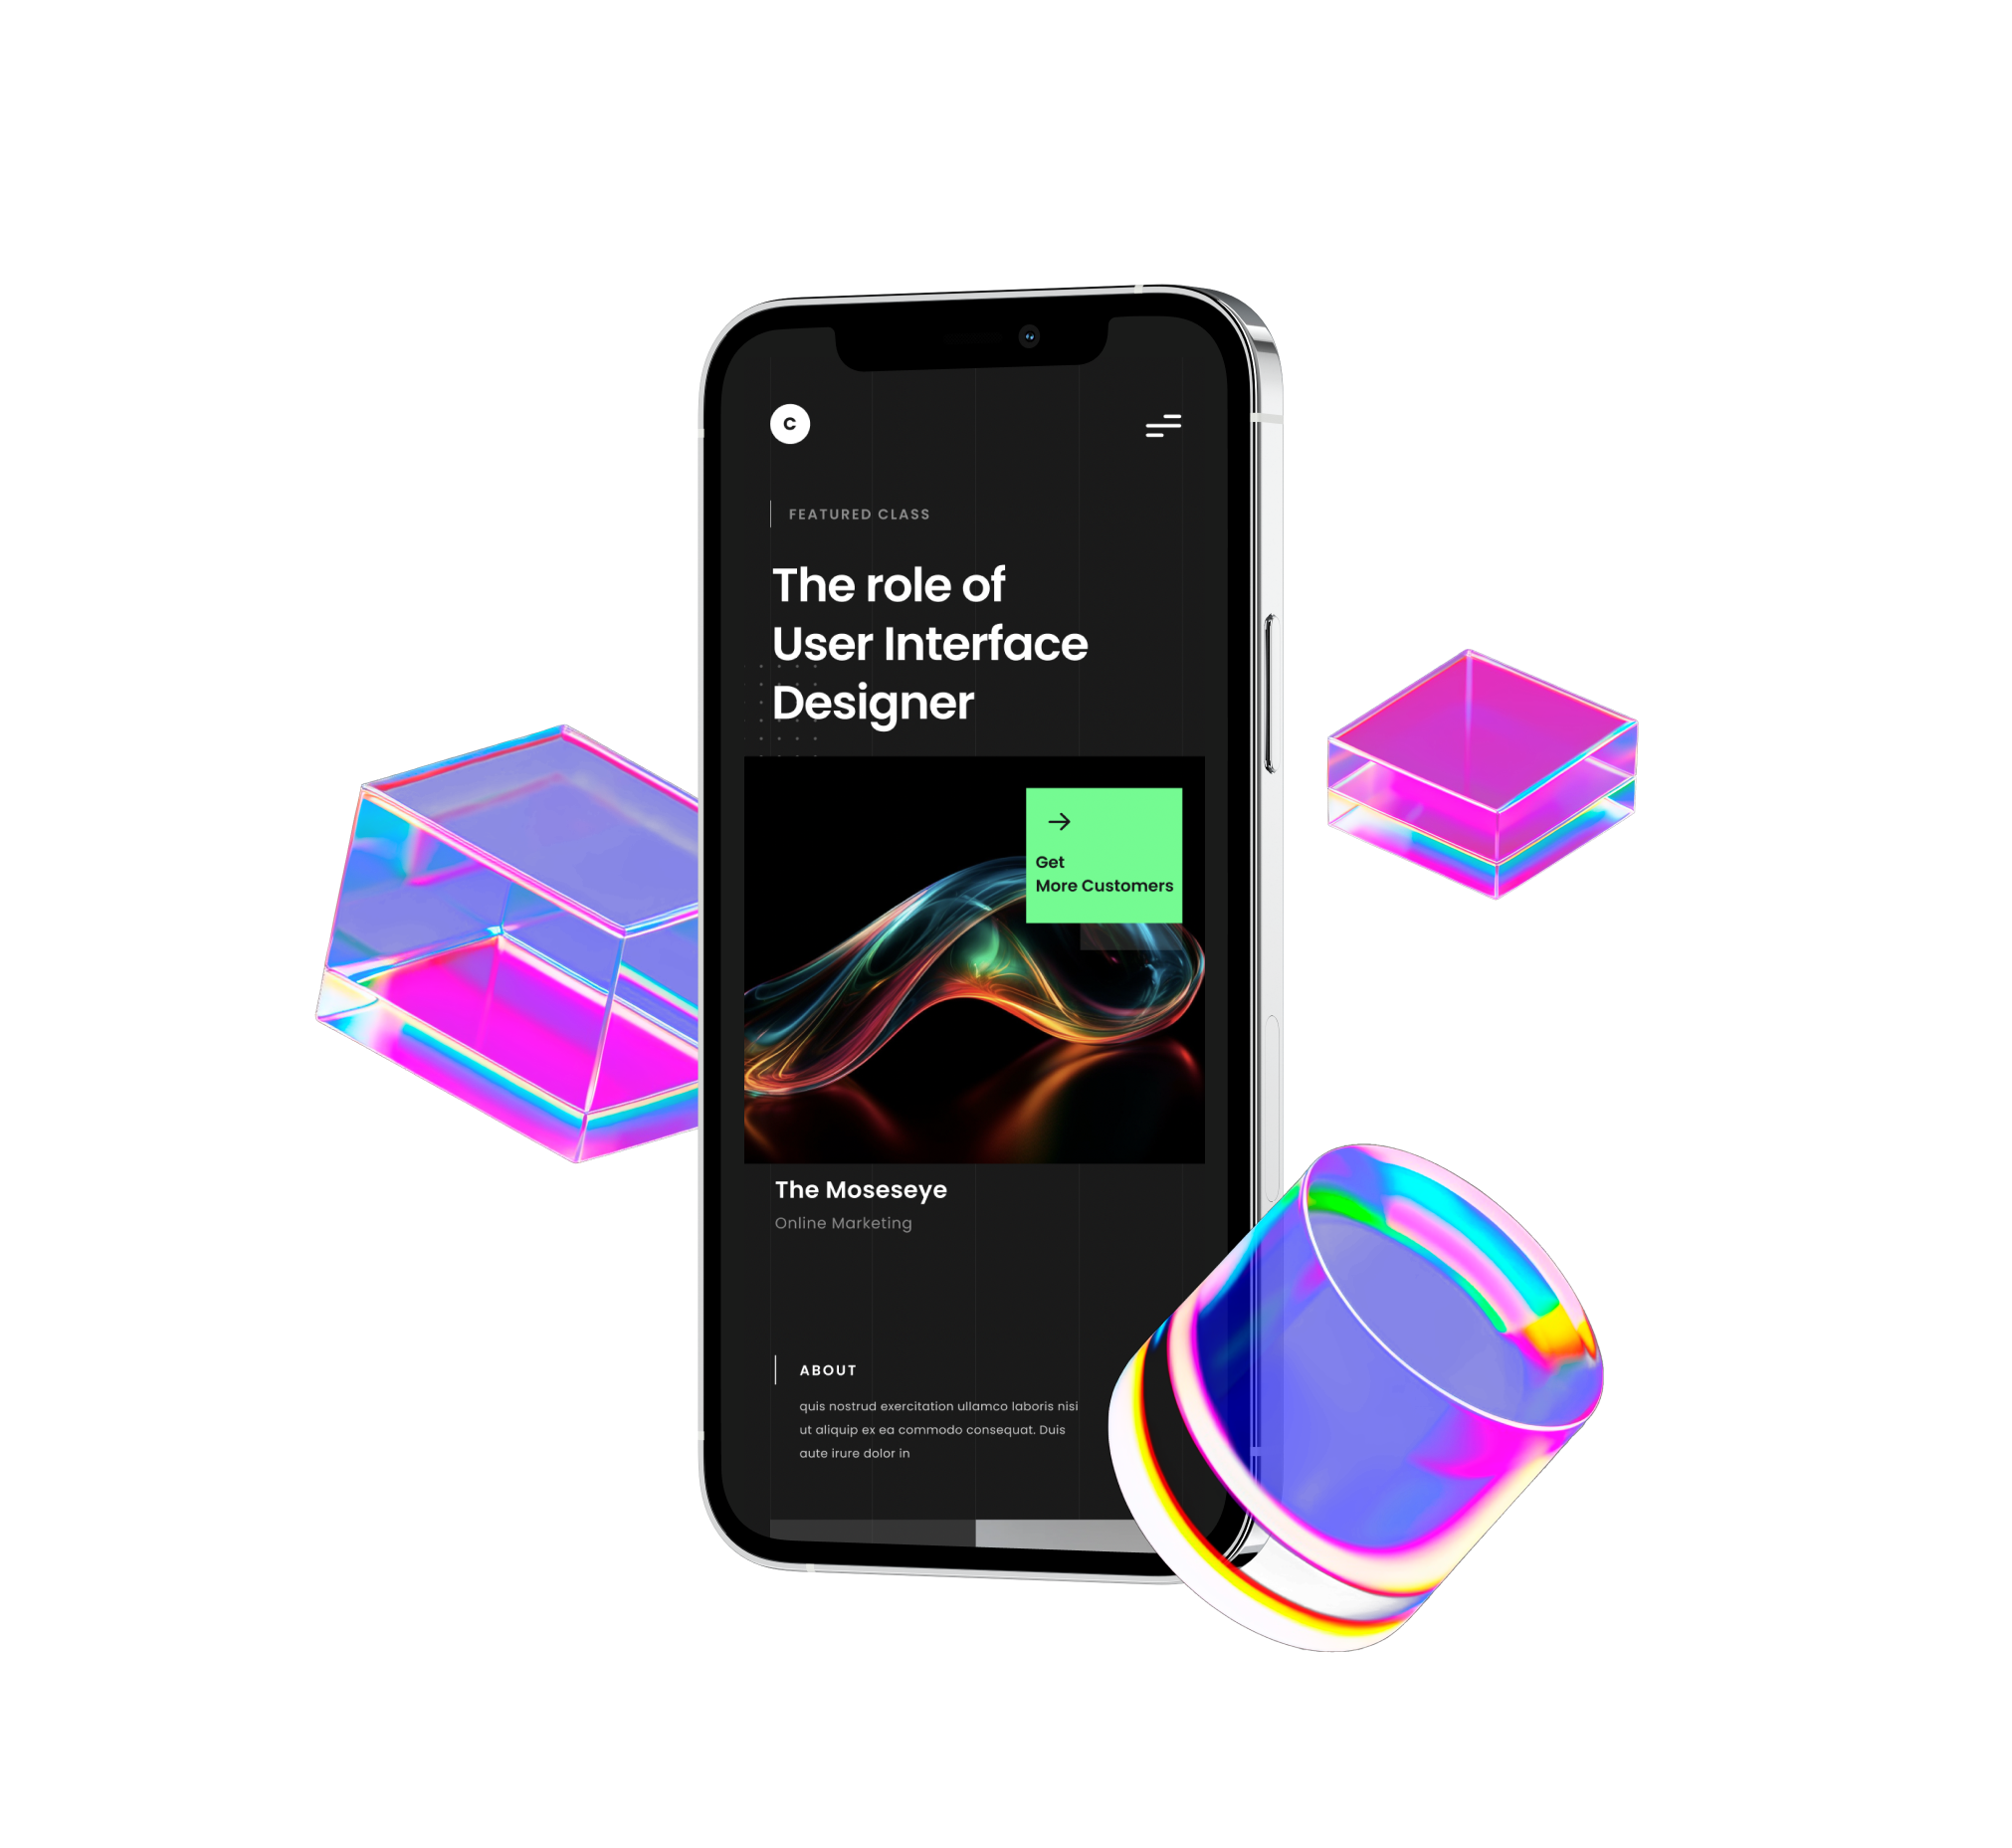 C
FEATURED CLASS
The role of
User Interface
Designer
Get
More Customers
The Moseseye
Online Marketing
ABOUT
quis nostrud exercitation ullamco laboris nisi
ut aliquip ex ea commodo consequat. Duis
aute irure dolor in